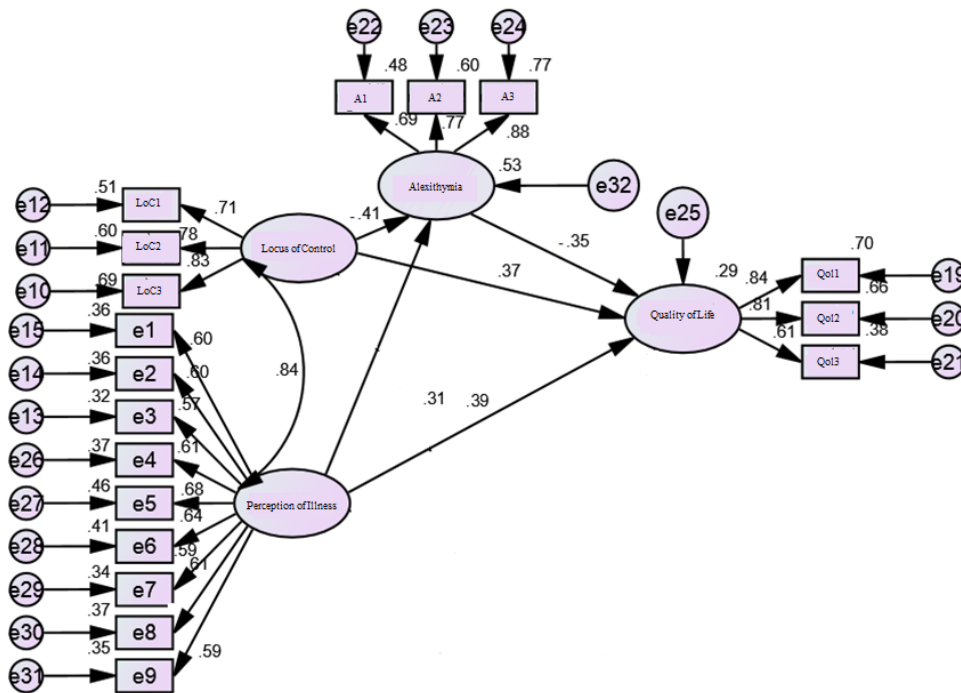 e22 e23 e24
.48 .60 .77
A1 A2 A3
.69 .77 .88
.53
Alexithymia
e32
.51
e12 LoC1 .71
e25
.60
e11 LoC2 .78
Locus of Control
-.41
-.35
.70
.69 .83
e10 LoC3
.37
.29 .84 Qol1 e19
.66
.36
e15 e1 .60
Quality of Life
.81 Qol2 e20
.38
.61 Qol3 e21
.36
e14 e2 .60
.84
.32
e13 e3 .57
.31 .39
.37
e26 e4 .61
.46
e27 e5 .68
Perception of Illness
.41
e28 e6 .64
.34
e29 e7 .59
.61
.37
e30 e8
.35
e31 e9 .59